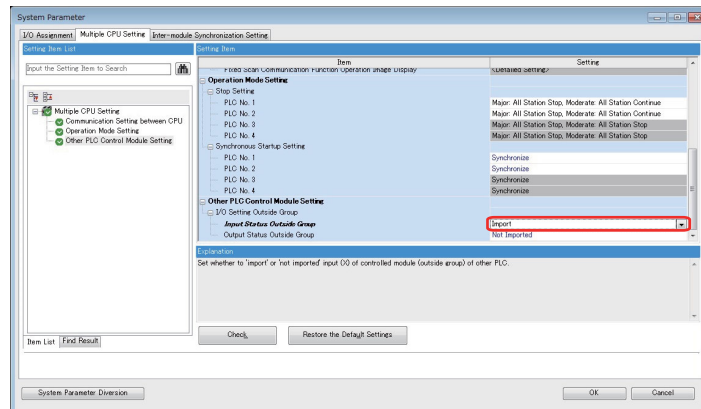 System Parameter
I/O Assignment Multiple CPU Setting Inter-module Synchronization Setting
Setting Item List
Input the Setting Item to Search
Multiple CPU Setting
Communication Setting between CPU
Operation Mode Setting
Other PLC Control Module Setting
Item List Find Result
Setting Item
Item Setting
Fixed Scan Communication Function Operation Image Display <Detailed Setting>
Operation Mode Setting
Stop Setting
PLC No. 1 Major: All Station Stop, Moderate: All Station Continue
PLC No. 2 Major: All Station Stop, Moderate: All Station Continue
PLC No. 3 Major: All Station Stop, Moderate: All Station Stop
PLC No. 4 Major: All Station Stop, Moderate: All Station Stop
Synchronous Startup Setting
PLC No. 1 Synchronize
PLC No. 2 Synchronize
PLC No. 3 Synchronize
PLC No. 4 Synchronize
Other PLC Control Module Setting
I/O Setting Outside Group
Input Status Outside Group Import
Output Status Outside Group Not Imported
Explanation
Set whether to 'import' or 'not imported' input (X) of controlled module (outside group) of other PLC.
Check Restore the Default Settings
System Parameter Diversion OK Cancel